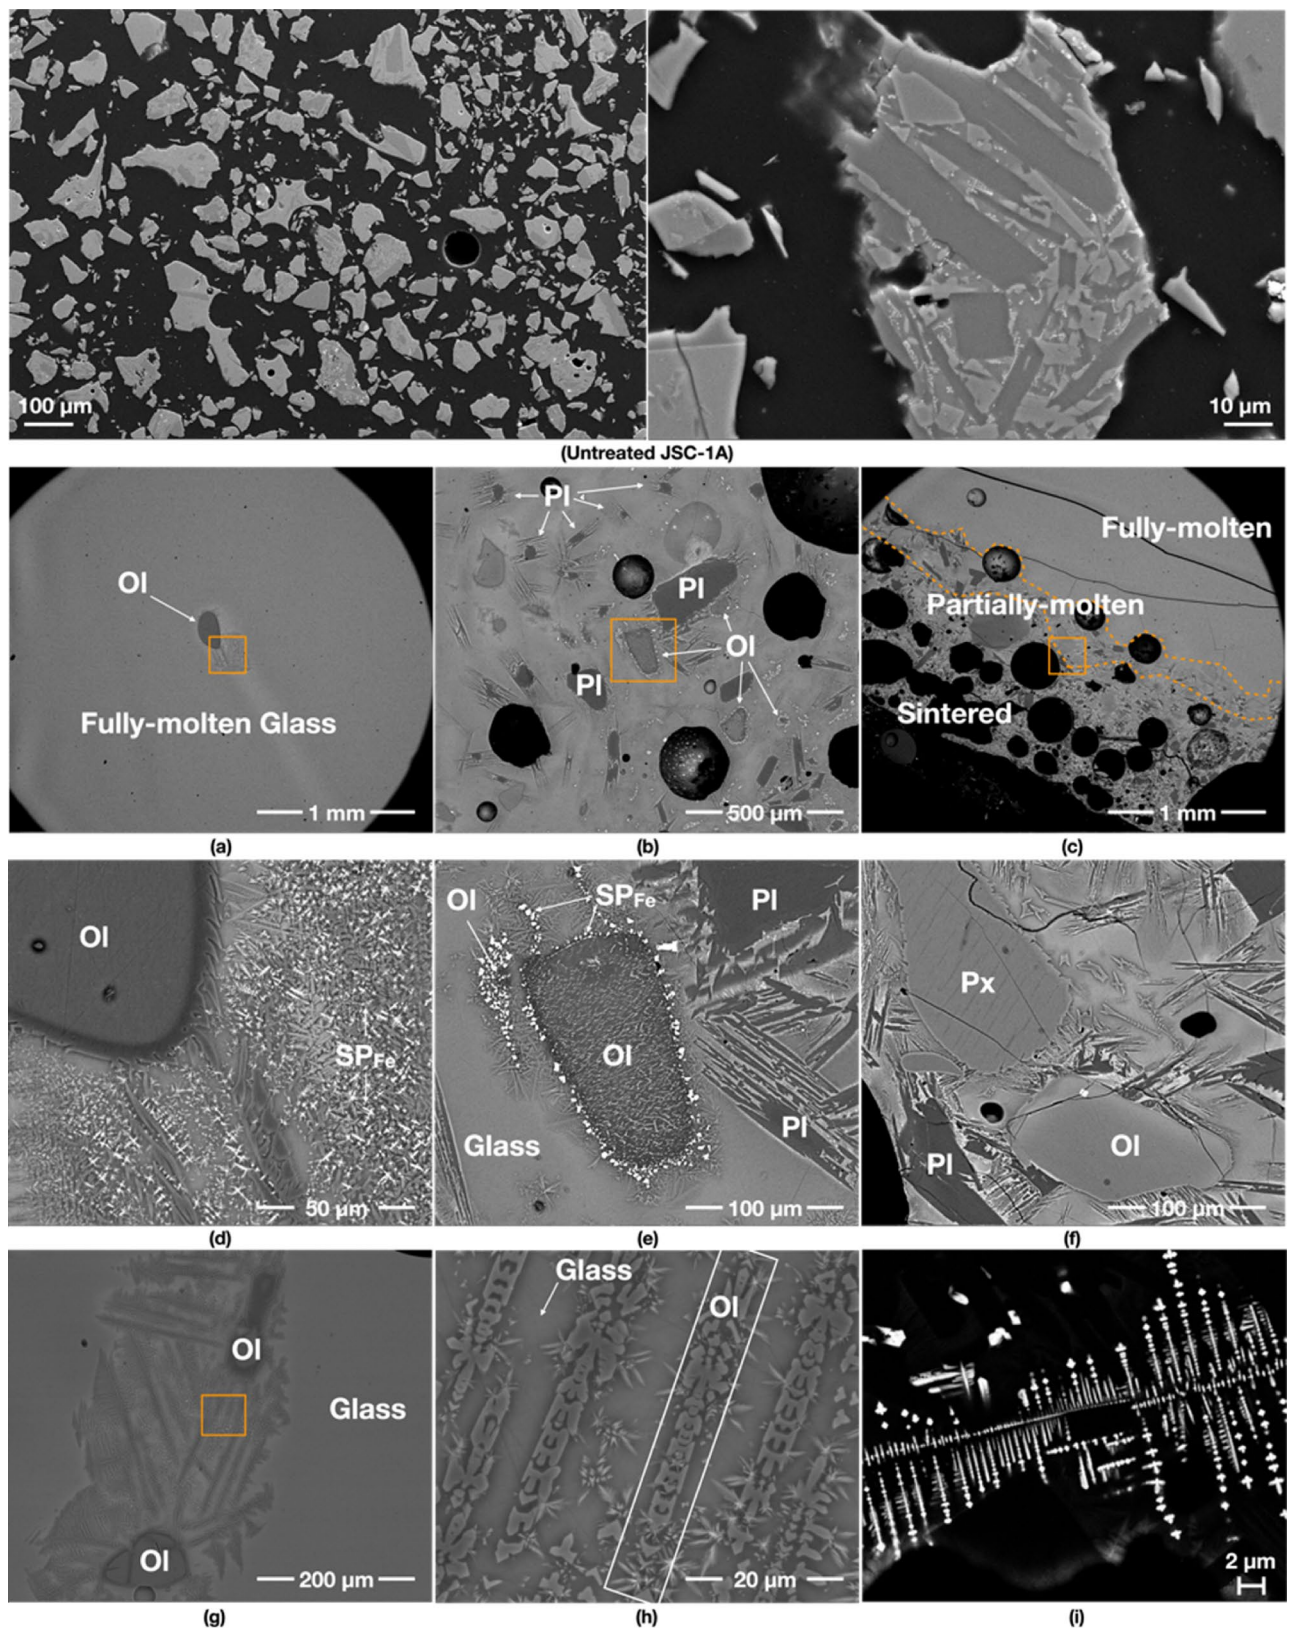 100 µm
10 µm
(Untreated JSC-1A)
Ol
Fully-molten Glass
1 mm
(a)
Pl
Pl
Ol
Pl
500 µm
(b)
Fully-molten
Partially-molten
Sintered
1 mm
(c)
Ol
SPFe
50 µm
(d)
Ol
SPFe
Pl
Ol
Glass
Pl
100 µm
(e)
Px
Pl
Ol
100 µm
(f)
Ol
Glass
Ol
200 µm
(g)
Glass
Ol
20 µm
(h)
2 µm
(i)